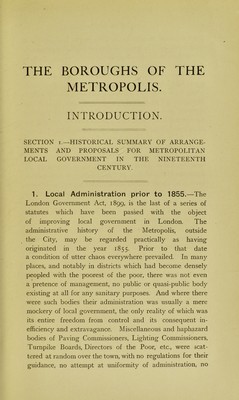 THE BOROUGHS OF THE
METROPOLIS.
INTRODUCTION.
SECTION 1.—HISTORICAL SUMMARY OF ARRANGE-
MENTS AND PROPOSALS FOR METROPOLITAN
LOCAL GOVERNMENT IN THE NINETEENTH
CENTURY.
1. Local Administration prior to 1855.—The
London Government Act, 1899, is the last of a series of
statutes which have been passed with the object
of improving local government in London. The
administrative history of the Metropolis, outside
the City, may be regarded practically as having
originated in the year 1855. Prior to that date
a condition of utter chaos everywhere prevailed. In many
places, and notably in districts which had become densely
peopled with the poorest of the poor, there was not even
a pretence of management, no public or quasi-public body
existing at all for any sanitary purposes. And where there
were such bodies their administration was usually a mere
mockery of local government, the only reality of which was
its entire freedom from control and its consequent in-
efficiency and extravagance. Miscellaneous and haphazard
bodies of Paving Commissioners, Lighting Commissioners,
Turnpike Boards, Directors of the Poor, etc., were scat-
tered at random over the town, with no regulations for their
guidance, no attempt at uniformity of administration, no